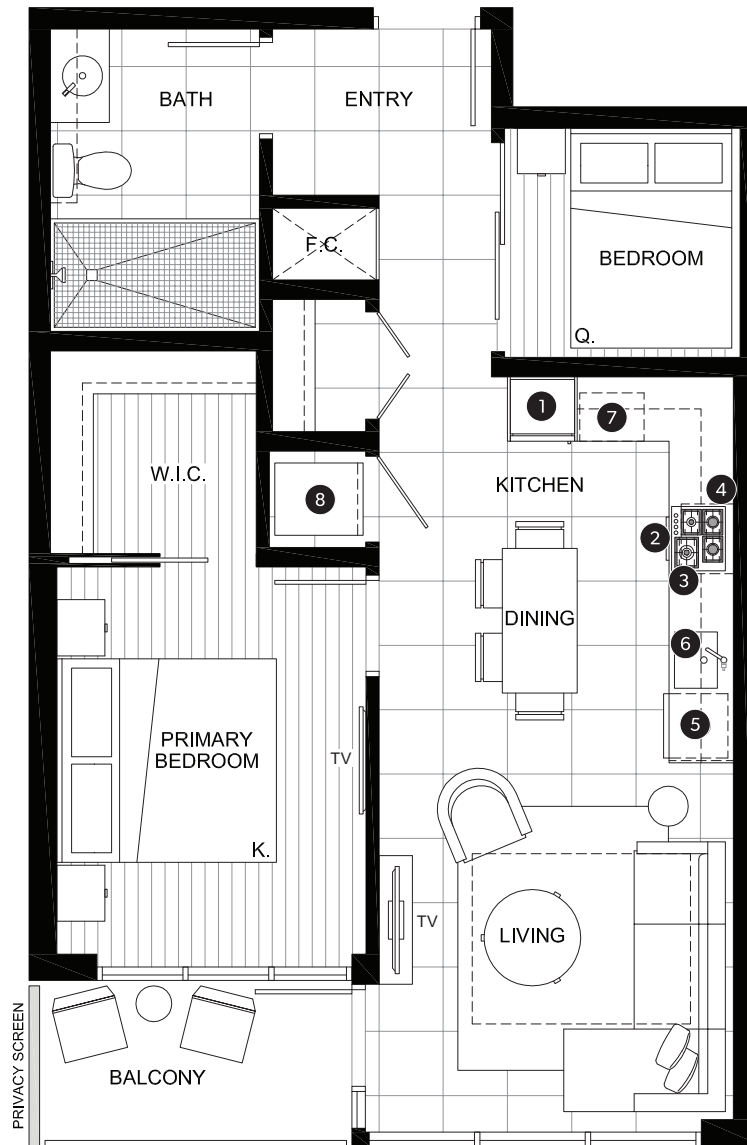 BATH
ENTRY
F.C.
BEDROOM
Q.
1
7
W.I.C.
8
KITCHEN
4
2
3
DINING
6
5
PRIMARY
BEDROOM
TV
K.
TV
LIVING
PRIVACY SCREEN
BALCONY